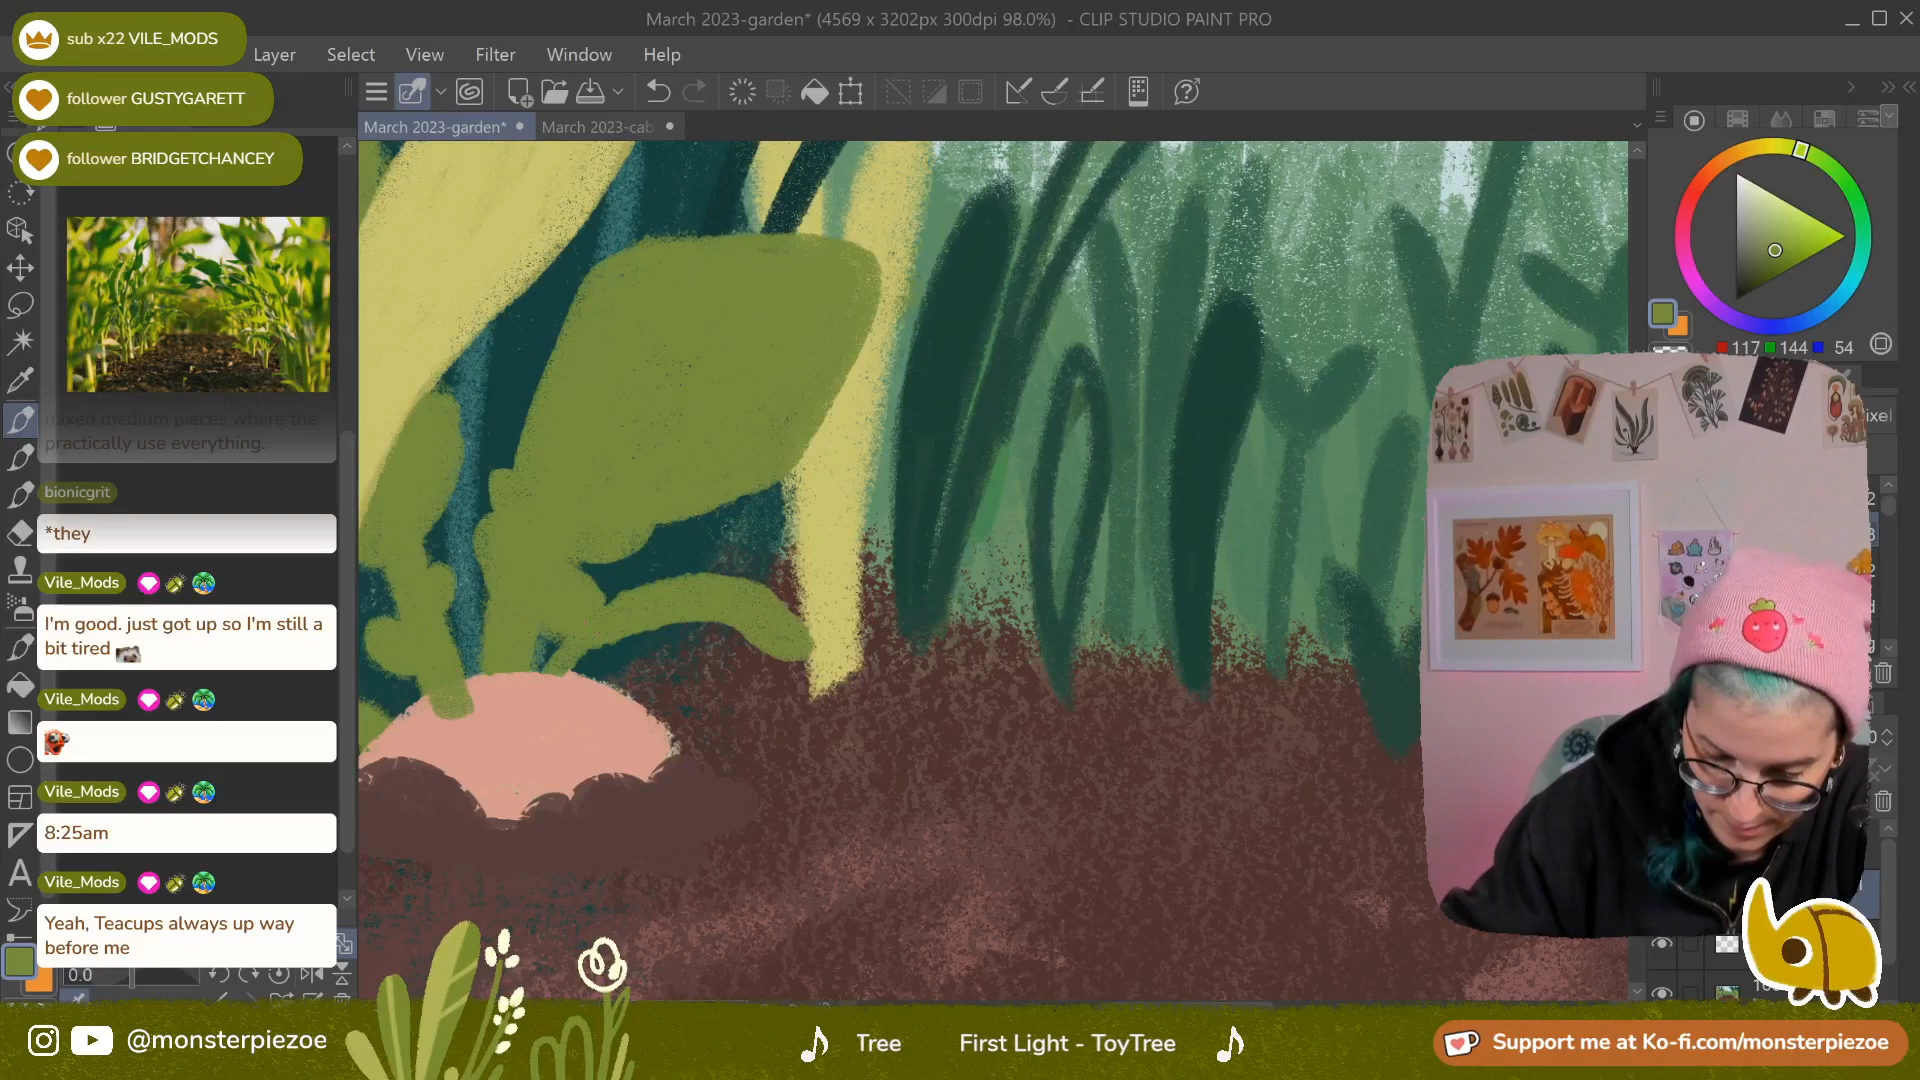 March 2023-garden* (4569 x 3202px 300dpi 98.0%) - CLIP STUDIO PAINT PRO
sub x22 VILE_MODS
Layer Select View Filter Window Help
follower GUSTYGARETT
March 2023-garden* March 2023-cab
follower BRIDGETCHANCEY
117 144 54
mixed medium pieces where the
practically use everything.
bionicgrit
*they
Vile_Mods
I'm good. just got up so I'm still a
bit tired
Vile_Mods
Vile_Mods
8:25am
Vile_Mods
Yeah, Teacups always up way
before me
0.0
@monsterpiezoe
Tree First Light - ToyTree
Support me at Ko-fi.com/monsterpiezoe